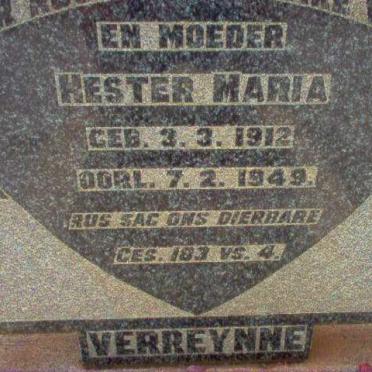 EN MOEDER
HESTER MARIA
GEB. 3. 3. 1912
OORL. 7. 2. 1949.
RUS SAG ONS DIERBARE
GES. 183 VS. 4.
VERREYNNE